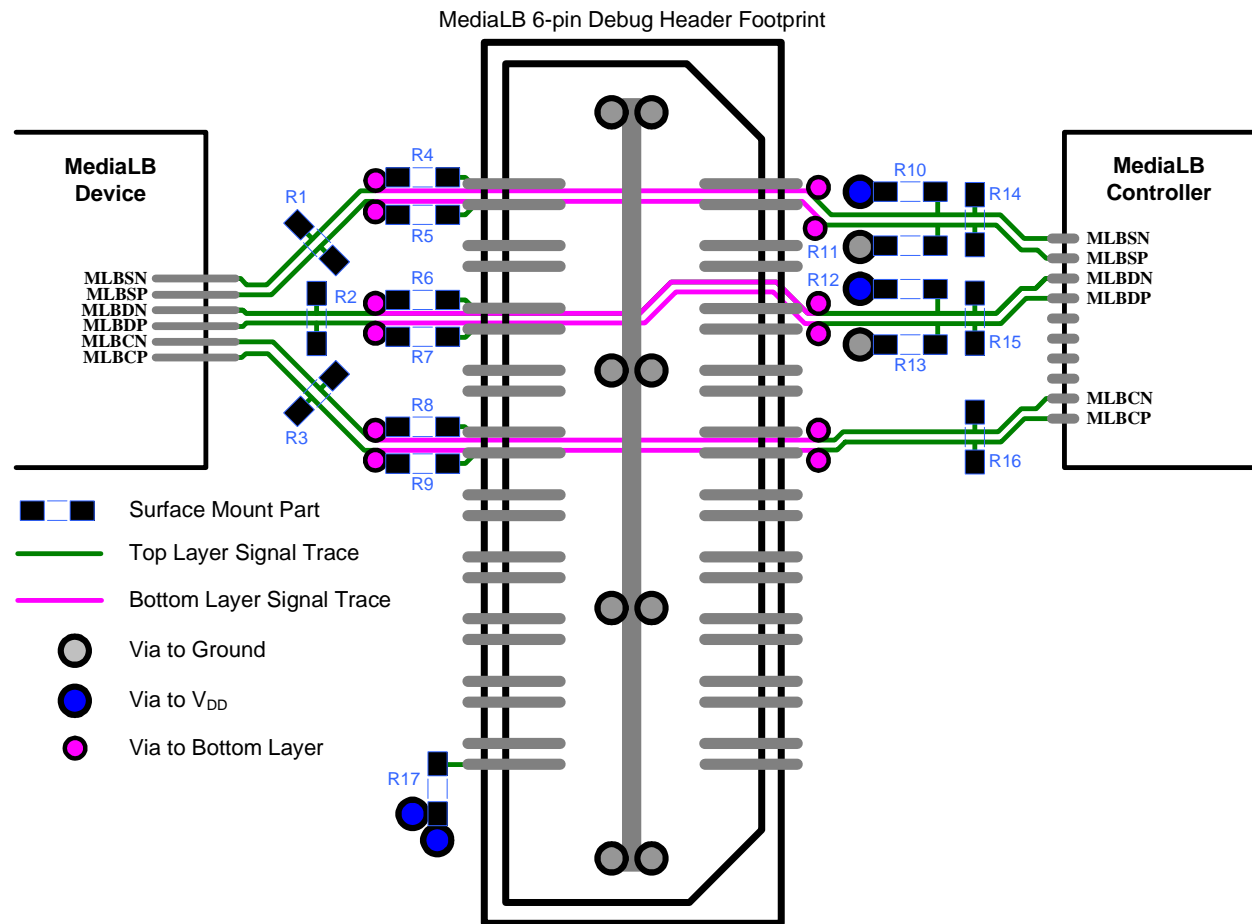 MediaLB 6-pin Debug Header Footprint
MediaLB
Device
MLBSN
MLBSP
MLBDN
MLBDP
MLBCN
MLBCP
R1
R2
R3
R4
R5
R6
R7
R8
R9
R10
R11
R12
R13
R14
R15
R16
MediaLB
Controller
MLBSN
MLBSP
MLBDN
MLBDP
MLBCN
MLBCP
Surface Mount Part
Top Layer Signal Trace
Bottom Layer Signal Trace
Via to Ground
Via to VDD
Via to Bottom Layer
R17